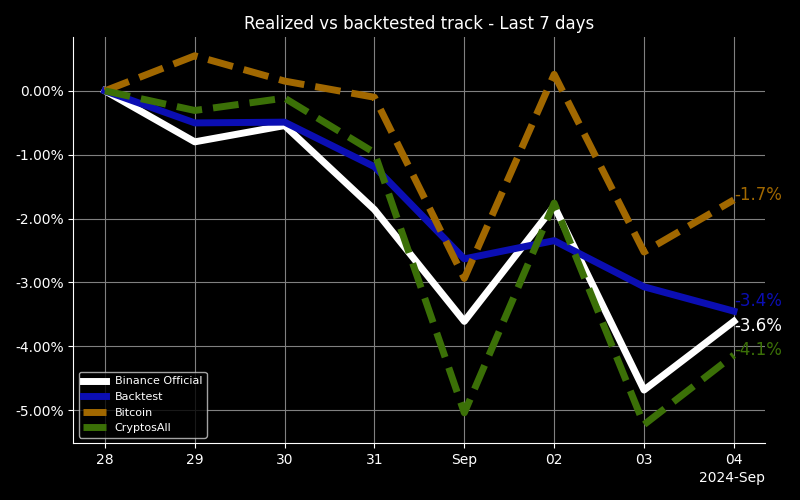 Realized vs backtested track - Last 7 days
0.00%
-1.00%
-2.00%
-3.00%
-4.00%
-5.00%
-1.7%
-3.4%
-3.6%
-4.1%
Binance Official
Backtest
Bitcoin
CryptosAll
28 29 30 31 Sep 02 03 04
2024-Sep